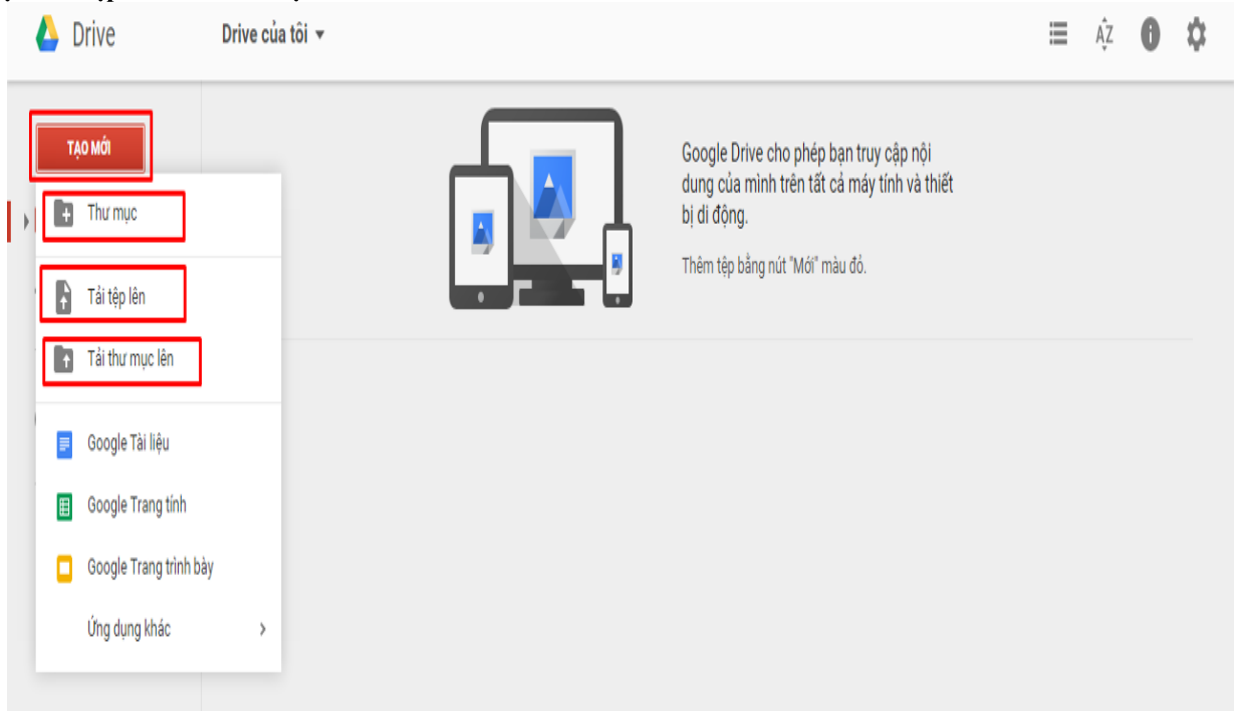 Drive
Drive của tôi
TẠO MỚI
Thư mục
Tải tệp lên
Tải thư mục lên
Google Tài liệu
Google Trang tính
Google Trang trình bày
Ứng dụng khác
Google Drive cho phép bạn truy cập nội
dung của mình trên tất cả máy tính và thiết
bị di động.
Thêm tệp bằng nút "Mới" màu đỏ.
AZ